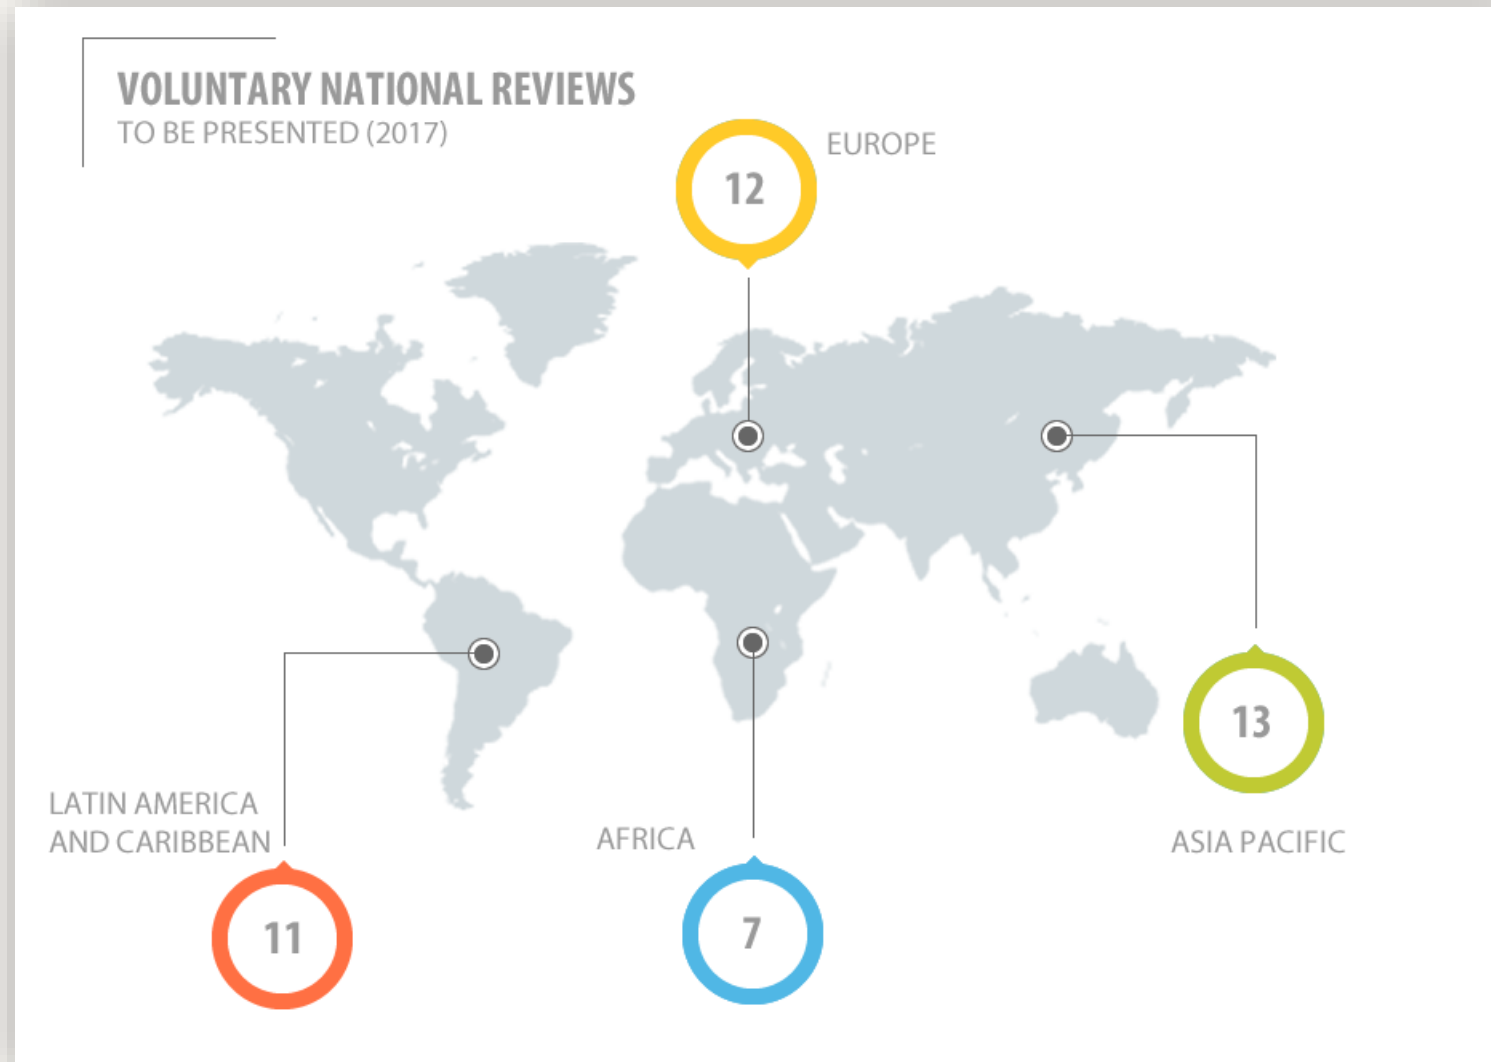 VOLUNTARY NATIONAL REVIEWS
TO BE PRESENTED (2017)
12
EUROPE
13
ASIA PACIFIC
LATIN AMERICA
AND CARIBBEAN
11
AFRICA
7